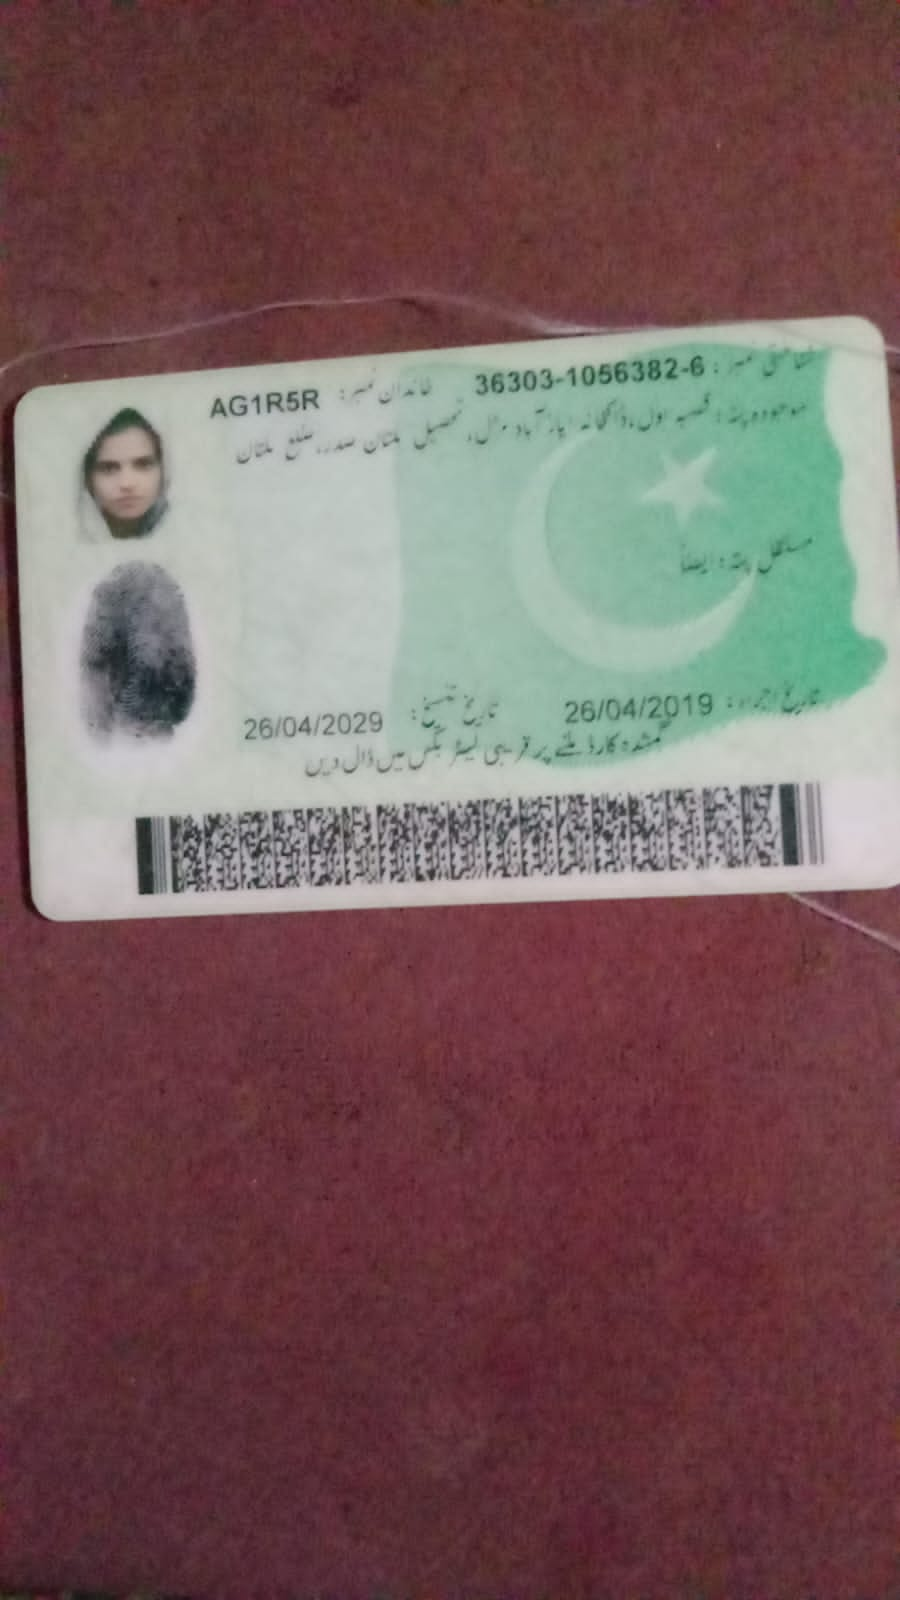 شناختی نمبر: 36303-1056382-6 خاندان نمبر: AG1R5R
موجودہ پتہ: قصبہ اول، ڈاکخانہ ایاز آباد مڑل، تحصیل ملتان صدر، ضلع ملتان
مستقل پتہ: ایضاً
تاریخ اجراء: 26/04/2019 تاریخ تنسیخ: 26/04/2029
گمشدہ کارڈ ملنے پر قریبی لیٹر بکس میں ڈال دیں